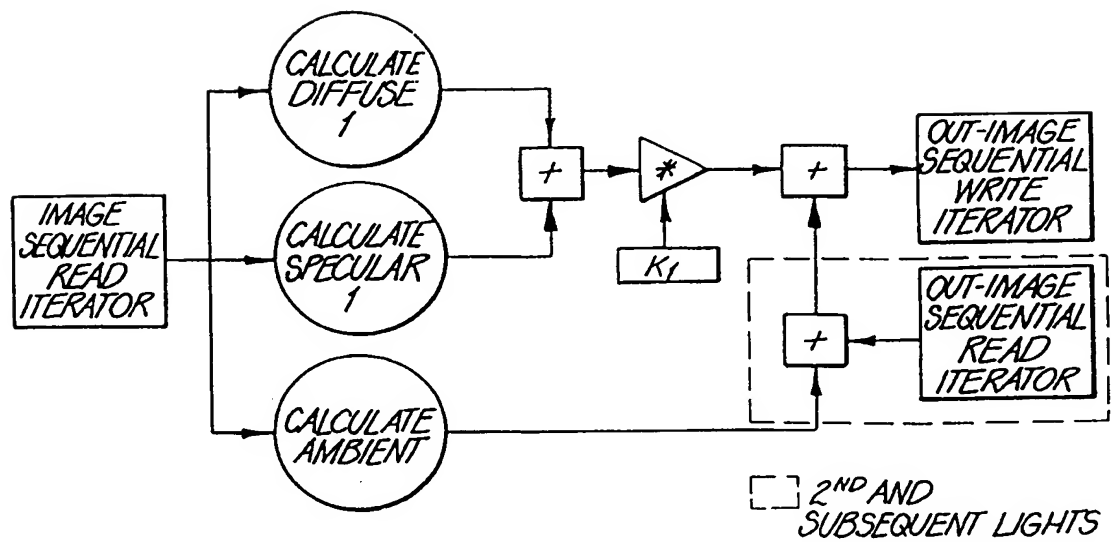 IMAGE
SEQUENTIAL
READ
ITERATOR
CALCULATE
DIFFUSE
1
CALCULATE
SPECULAR
1
CALCULATE
AMBIENT
+
*
K1
+
OUT-IMAGE
SEQUENTIAL
WRITE
ITERATOR
+
OUT-IMAGE
SEQUENTIAL
READ
ITERATOR
2ND AND
SUBSEQUENT LIGHTS